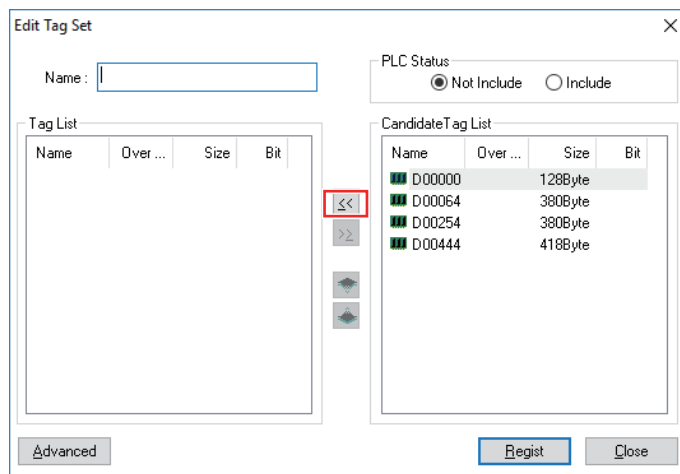 Edit Tag Set
Name :
PLC Status
Not Include Include
Tag List
Name Over ... Size Bit
<<
>>
CandidateTag List
Name Over ... Size Bit
D00000 128Byte
D00064 380Byte
D00254 380Byte
D00444 418Byte
Advanced
Regist Close